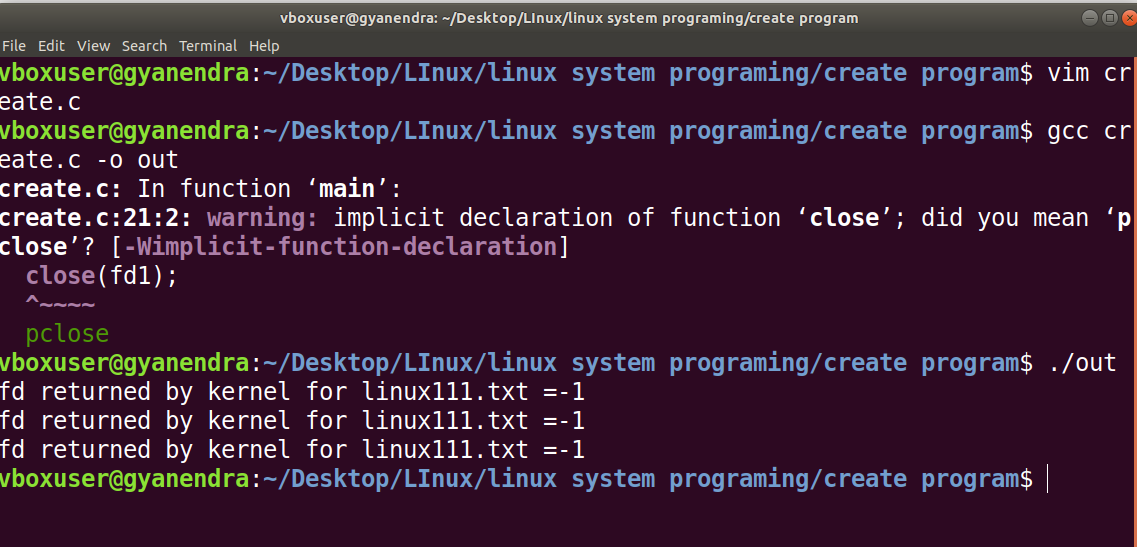 vboxuser@gyanendra: ~/Desktop/LInux/linux system programing/create program
File Edit View Search Terminal Help
vboxuser@gyanendra:~/Desktop/LInux/linux system programing/create program$ vim cr
eate.c
vboxuser@gyanendra:~/Desktop/LInux/linux system programing/create program$ gcc cr
eate.c -o out
create.c: In function ‘main’:
create.c:21:2: warning: implicit declaration of function ‘close’; did you mean ‘p
close’? [-Wimplicit-function-declaration]
  close(fd1);
  ^~~~~
  pclose
vboxuser@gyanendra:~/Desktop/LInux/linux system programing/create program$ ./out
fd returned by kernel for linux111.txt =-1
fd returned by kernel for linux111.txt =-1
fd returned by kernel for linux111.txt =-1
vboxuser@gyanendra:~/Desktop/LInux/linux system programing/create program$